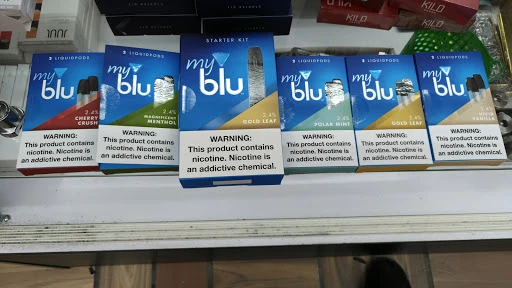 KILO
KILO
JUUL
2 LIQUIDPODS
my
blu
2.4%
CHERRY
CRUSH
WARNING:
This product contains
nicotine. Nicotine is
an addictive chemical.
2 LIQUIDPODS
my
blu
2.4%
MAGNIFICENT
MENTHOL
WARNING:
This product contains
nicotine. Nicotine is
an addictive chemical.
STARTER KIT
my
blu
2.4%
GOLD LEAF
WARNING:
This product contains
nicotine. Nicotine is
an addictive chemical.
2 LIQUIDPODS
my
blu
2.4%
POLAR MINT
WARNING:
This product contains
nicotine. Nicotine is
an addictive chemical.
2 LIQUIDPODS
my
blu
2.4%
GOLD LEAF
WARNING:
This product contains
nicotine. Nicotine is
an addictive chemical.
2 LIQUIDPODS
my
blu
2.4%
VANILLA
WARNING:
This product contains
nicotine. Nicotine is
an addictive chemical.